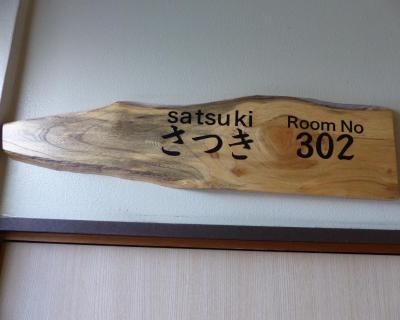 satsuki
さつき
Room No
302